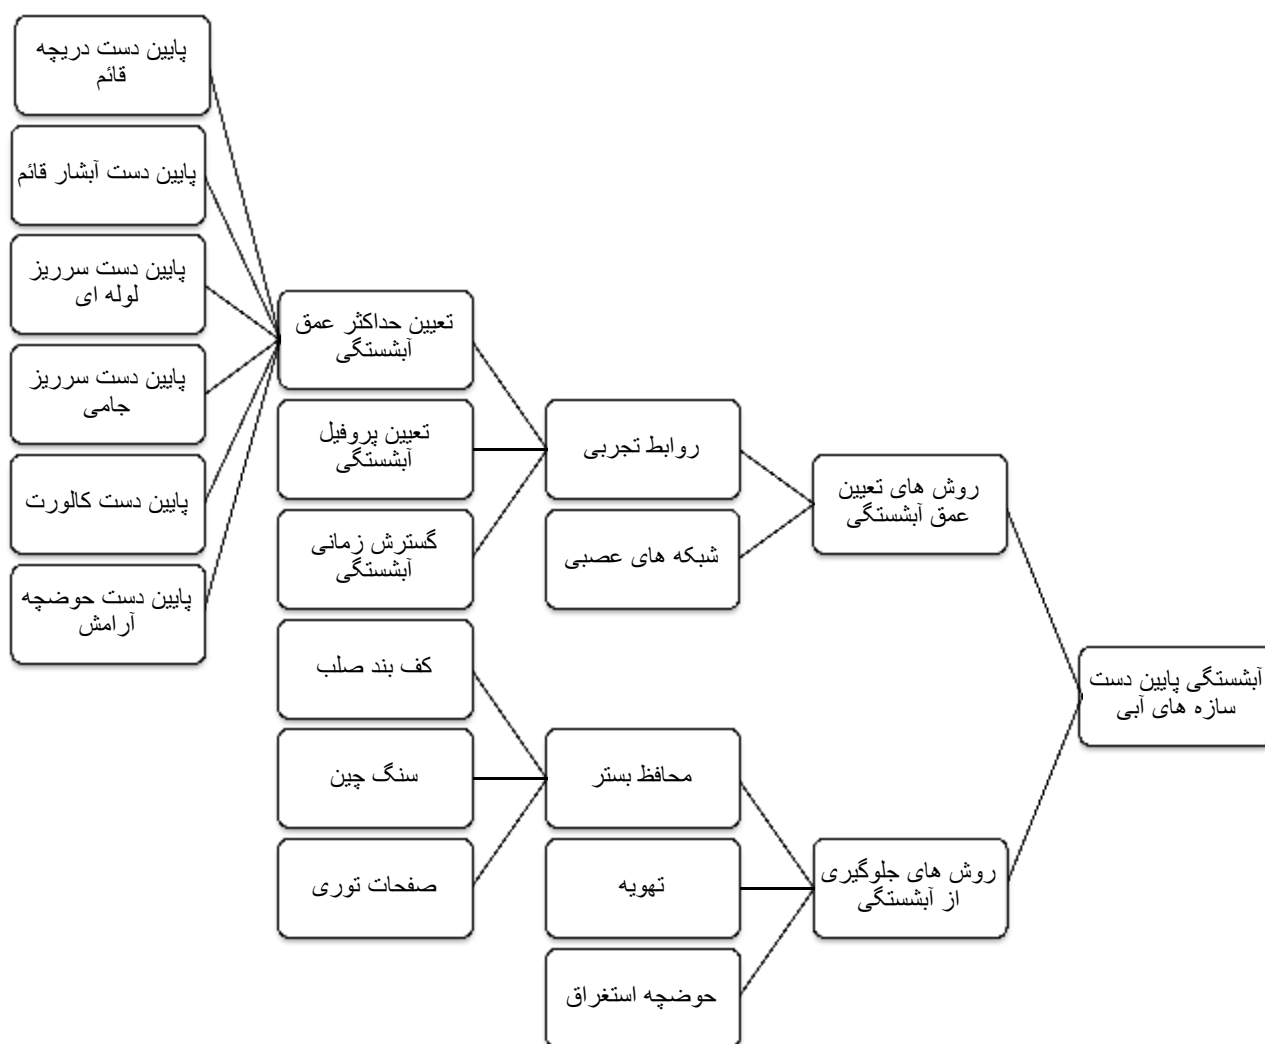 آبشستگی پایین دست
سازه های آبی
روش های تعیین
عمق آبشستگی
روابط تجربی
تعیین حداکثر عمق
آبشستگی
پایین دست دریچه
قائم
پایین دست آبشار قائم
پایین دست سرریز
لوله ای
پایین دست سرریز
جامی
پایین دست کالورت
پایین دست حوضچه
آرامش
تعیین پروفیل
آبشستگی
گسترش زمانی
آبشستگی
شبکه های عصبی
روش های جلوگیری
از آبشستگی
محافظ بستر
کف بند صلب
سنگ چین
صفحات توری
تهویه
حوضچه استغراق